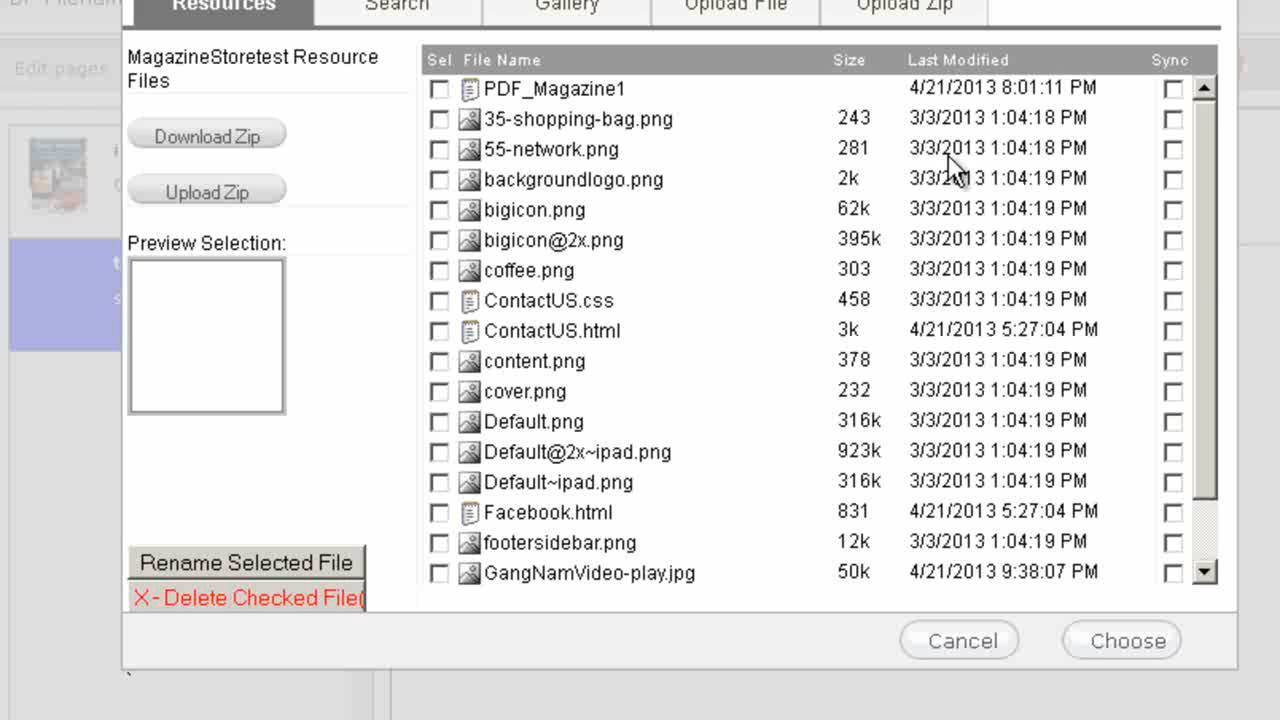 Resources Search Gallery Upload File Upload Zip
Edit pages
MagazineStoretest Resource
Files
Download Zip
Upload Zip
Preview Selection:
Rename Selected File
X- Delete Checked File(
Sel File Name Size Last Modified Sync
PDF_Magazine1 4/21/2013 8:01:11 PM
35-shopping-bag.png 243 3/3/2013 1:04:18 PM
55-network.png 281 3/3/2013 1:04:18 PM
backgroundlogo.png 2k 3/3/2013 1:04:19 PM
bigicon.png 62k 3/3/2013 1:04:19 PM
bigicon@2x.png 395k 3/3/2013 1:04:19 PM
coffee.png 303 3/3/2013 1:04:19 PM
ContactUS.css 458 3/3/2013 1:04:19 PM
ContactUS.html 3k 4/21/2013 5:27:04 PM
content.png 378 3/3/2013 1:04:19 PM
cover.png 232 3/3/2013 1:04:19 PM
Default.png 316k 3/3/2013 1:04:19 PM
Default@2x~ipad.png 923k 3/3/2013 1:04:19 PM
Default~ipad.png 316k 3/3/2013 1:04:19 PM
Facebook.html 831 4/21/2013 5:27:04 PM
footersidebar.png 12k 3/3/2013 1:04:19 PM
GangNamVideo-play.jpg 50k 4/21/2013 9:38:07 PM
Cancel Choose